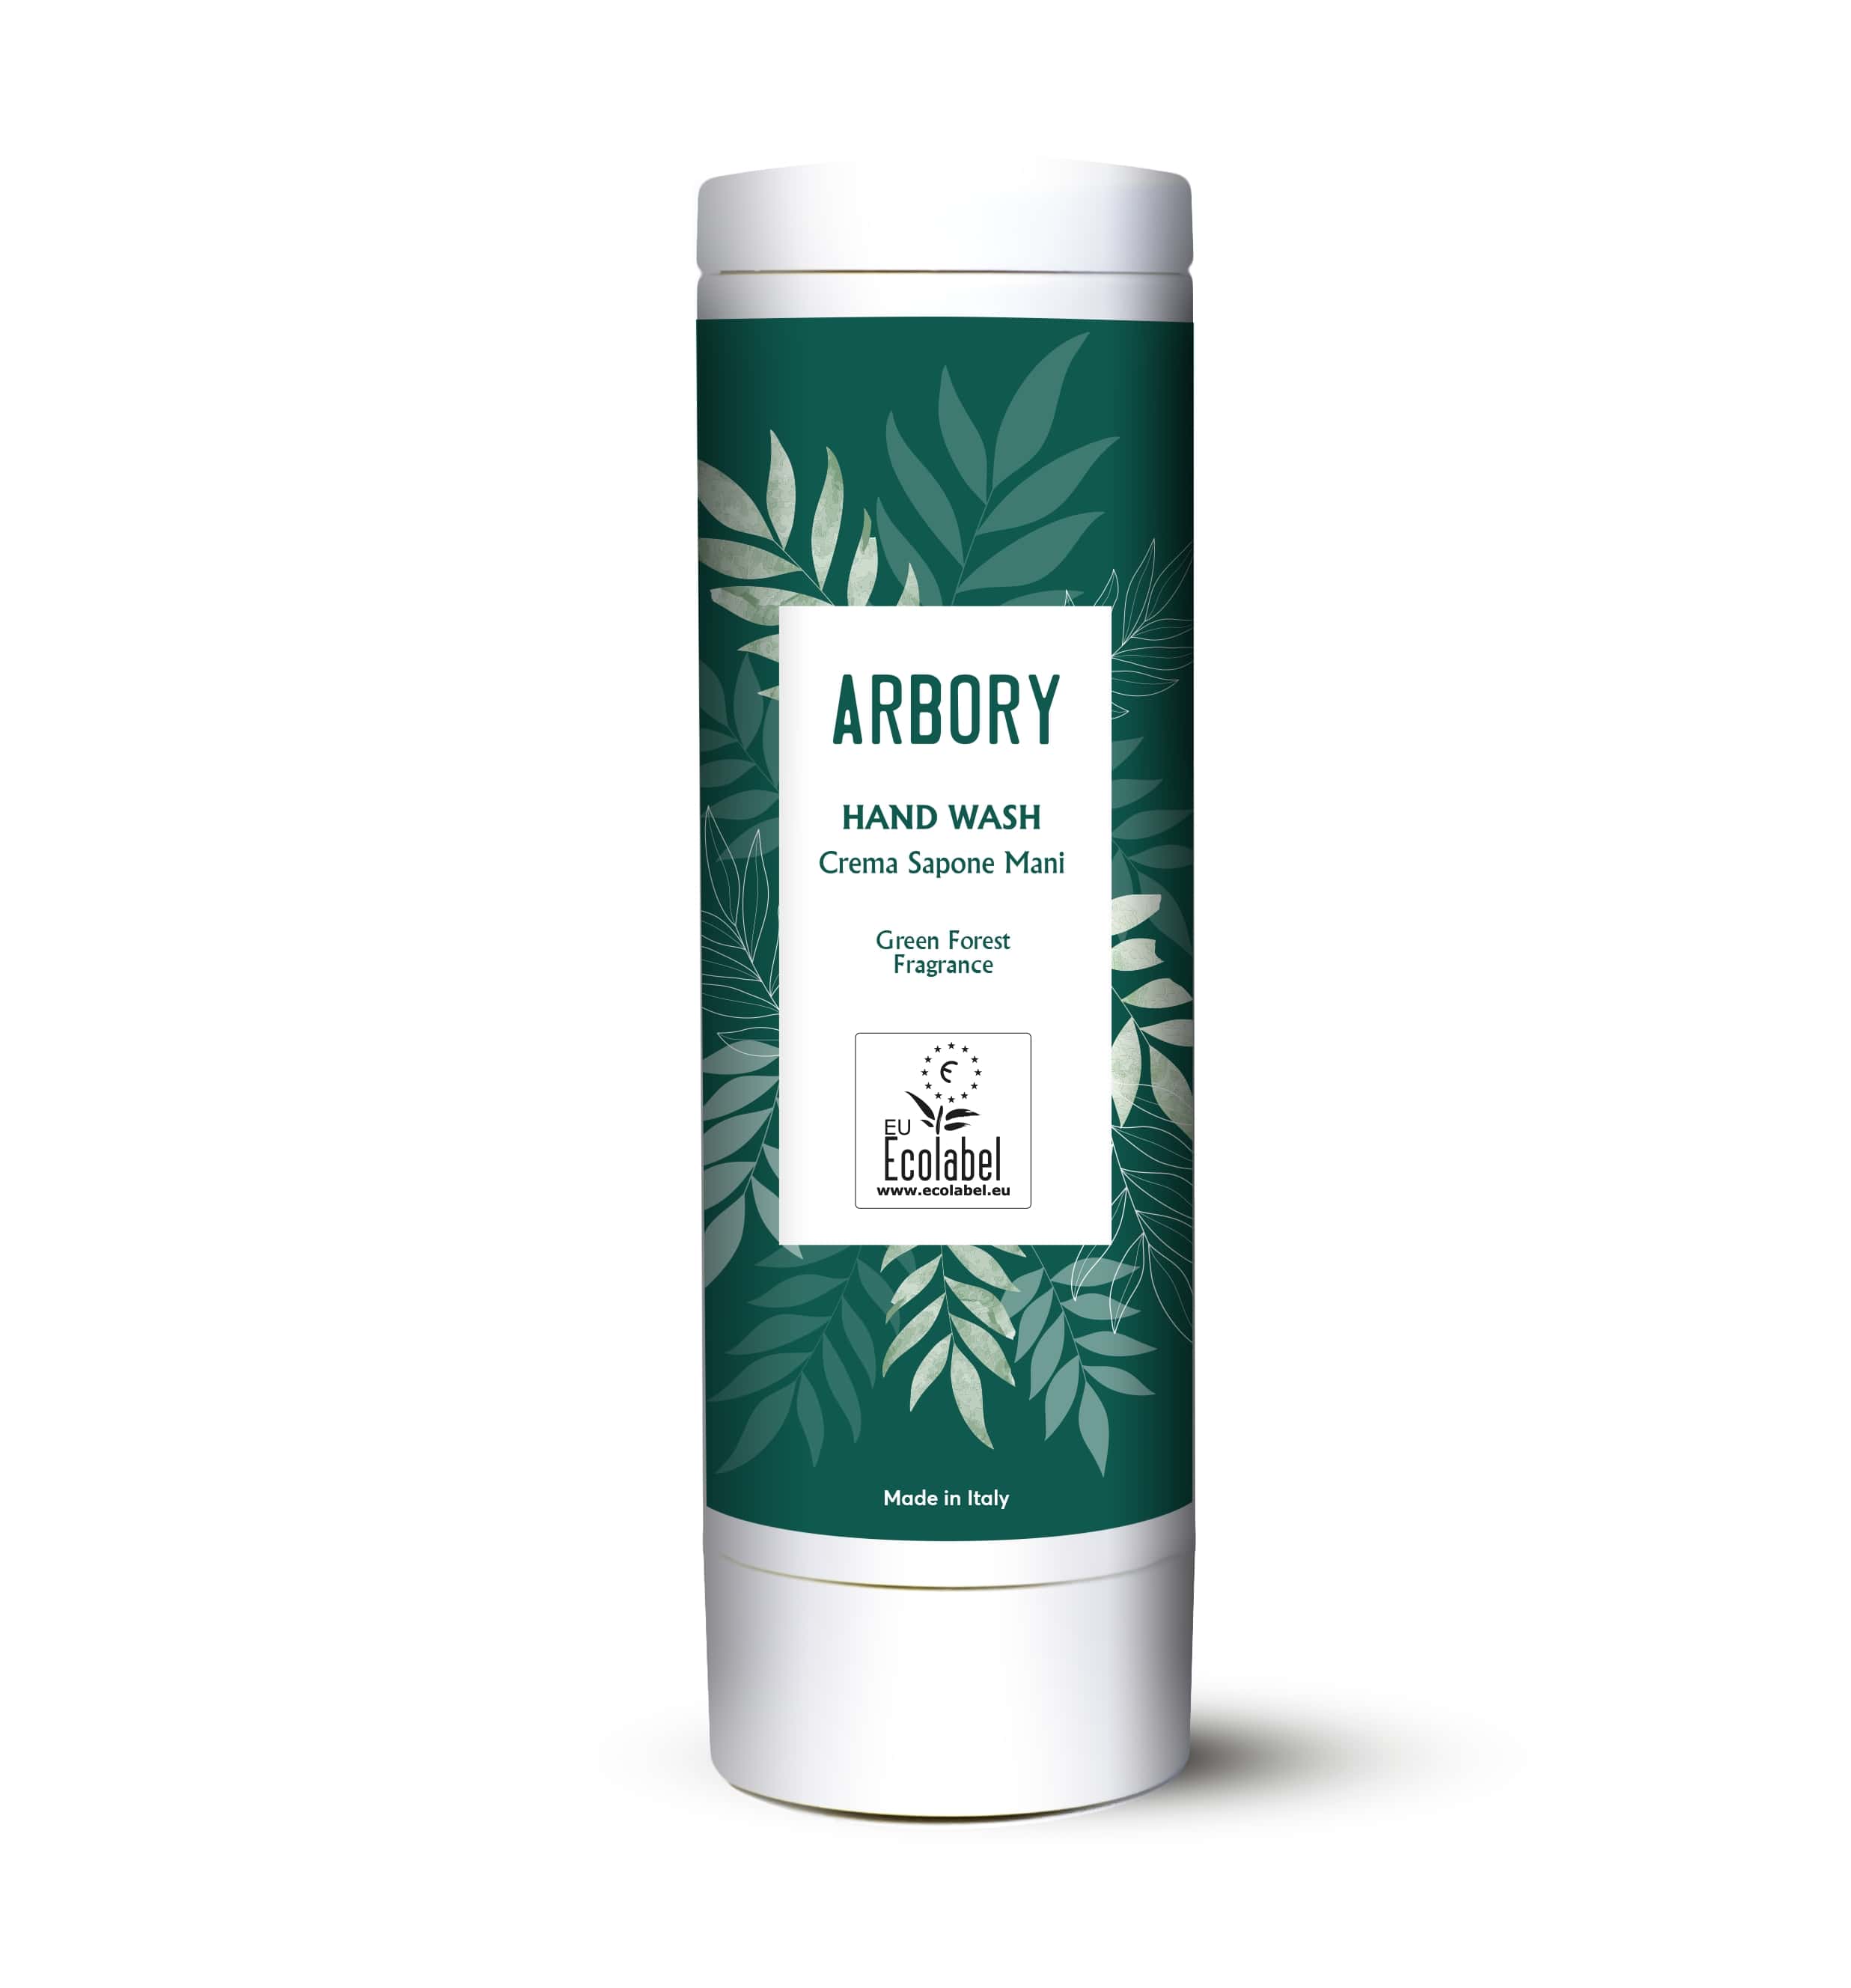 ARBORY
HAND WASH
Crema Sapone Mani
Green Forest
Fragrance
EU
Ecolabel
www.ecolabel.eu
Made in Italy